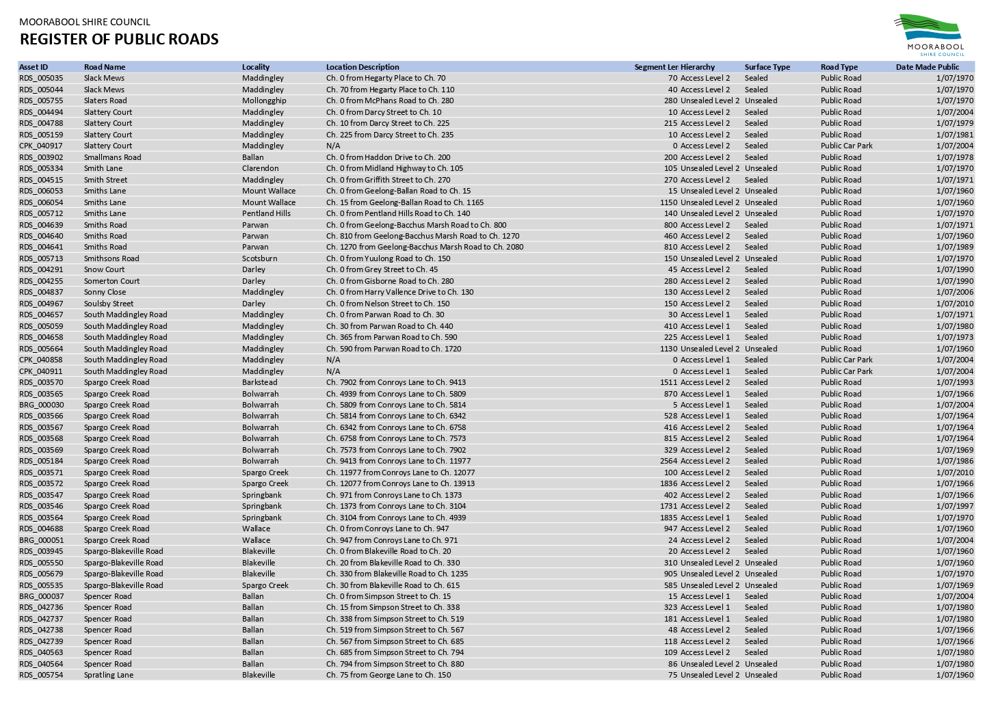 MOORABOOL SHIRE COUNCIL
REGISTER OF PUBLIC ROADS
MOORABOOL
SHIRE COUNCIL
Asset ID Road Name Locality Location Description Segment Len Hierarchy Surface Type Road Type Date Made Public
RDS_005035 Slack Mews Maddingley Ch. 0 from Hegarty Place to Ch. 70 70 Access Level 2 Sealed Public Road 1/07/1970
RDS_005044 Slack Mews Maddingley Ch. 70 from Hegarty Place to Ch. 110 40 Access Level 2 Sealed Public Road 1/07/1970
RDS_005755 Slaters Road Mollongghip Ch. 0 from McPhans Road to Ch. 280 280 Unsealed Level 2 Unsealed Public Road 1/07/1970
RDS_004494 Slattery Court Maddingley Ch. 0 from Darcy Street to Ch. 10 10 Access Level 2 Sealed Public Road 1/07/2004
RDS_004788 Slattery Court Maddingley Ch. 10 from Darcy Street to Ch. 225 215 Access Level 2 Sealed Public Road 1/07/1979
RDS_005159 Slattery Court Maddingley Ch. 225 from Darcy Street to Ch. 235 10 Access Level 2 Sealed Public Road 1/07/1981
CPK_040917 Slattery Court Maddingley N/A 0 Access Level 2 Sealed Public Car Park 1/07/2004
RDS_003902 Smallmans Road Ballan Ch. 0 from Haddon Drive to Ch. 200 200 Access Level 2 Sealed Public Road 1/07/1978
RDS_005334 Smith Lane Clarendon Ch. 0 from Midland Highway to Ch. 105 105 Unsealed Level 2 Unsealed Public Road 1/07/1970
RDS_004515 Smith Street Maddingley Ch. 0 from Griffith Street to Ch. 270 270 Access Level 2 Sealed Public Road 1/07/1971
RDS_006053 Smiths Lane Mount Wallace Ch. 0 from Geelong-Ballan Road to Ch. 15 15 Unsealed Level 2 Unsealed Public Road 1/07/1960
RDS_006054 Smiths Lane Mount Wallace Ch. 15 from Geelong-Ballan Road to Ch. 1165 1150 Unsealed Level 2 Unsealed Public Road 1/07/1960
RDS_005712 Smiths Lane Pentland Hills Ch. 0 from Pentland Hills Road to Ch. 140 140 Unsealed Level 2 Unsealed Public Road 1/07/1970
RDS_004639 Smiths Road Parwan Ch. 0 from Geelong-Bacchus Marsh Road to Ch. 800 800 Access Level 2 Sealed Public Road 1/07/1971
RDS_004640 Smiths Road Parwan Ch. 810 from Geelong-Bacchus Marsh Road to Ch. 1270 460 Access Level 2 Sealed Public Road 1/07/1960
RDS_004641 Smiths Road Parwan Ch. 1270 from Geelong-Bacchus Marsh Road to Ch. 2080 810 Access Level 2 Sealed Public Road 1/07/1989
RDS_005713 Smithsons Road Scotsburn Ch. 0 from Yuulong Road to Ch. 150 150 Unsealed Level 2 Unsealed Public Road 1/07/1970
RDS_004291 Snow Court Darley Ch. 0 from Grey Street to Ch. 45 45 Access Level 2 Sealed Public Road 1/07/1990
RDS_004255 Somerton Court Darley Ch. 0 from Gisborne Road to Ch. 280 280 Access Level 2 Sealed Public Road 1/07/1990
RDS_004837 Sonny Close Maddingley Ch. 0 from Harry Vallence Drive to Ch. 130 130 Access Level 2 Sealed Public Road 1/07/2006
RDS_004967 Soulsby Street Darley Ch. 0 from Nelson Street to Ch. 150 150 Access Level 2 Sealed Public Road 1/07/2010
RDS_004657 South Maddingley Road Maddingley Ch. 0 from Parwan Road to Ch. 30 30 Access Level 1 Sealed Public Road 1/07/1971
RDS_005059 South Maddingley Road Maddingley Ch. 30 from Parwan Road to Ch. 440 410 Access Level 1 Sealed Public Road 1/07/1980
RDS_004658 South Maddingley Road Maddingley Ch. 365 from Parwan Road to Ch. 590 225 Access Level 1 Sealed Public Road 1/07/1973
RDS_005664 South Maddingley Road Maddingley Ch. 590 from Parwan Road to Ch. 1720 1130 Unsealed Level 2 Unsealed Public Road 1/07/1960
CPK_040858 South Maddingley Road Maddingley N/A 0 Access Level 1 Sealed Public Car Park 1/07/2004
CPK_040911 South Maddingley Road Maddingley N/A 0 Access Level 1 Sealed Public Car Park 1/07/2004
RDS_003570 Spargo Creek Road Barkstead Ch. 7902 from Conroys Lane to Ch. 9413 1511 Access Level 2 Sealed Public Road 1/07/1993
RDS_003565 Spargo Creek Road Bolwarrah Ch. 4939 from Conroys Lane to Ch. 5809 870 Access Level 1 Sealed Public Road 1/07/1966
BRG_000030 Spargo Creek Road Bolwarrah Ch. 5809 from Conroys Lane to Ch. 5814 5 Access Level 1 Sealed Public Road 1/07/2004
RDS_003566 Spargo Creek Road Bolwarrah Ch. 5814 from Conroys Lane to Ch. 6342 528 Access Level 1 Sealed Public Road 1/07/1964
RDS_003567 Spargo Creek Road Bolwarrah Ch. 6342 from Conroys Lane to Ch. 6758 416 Access Level 2 Sealed Public Road 1/07/1964
RDS_003568 Spargo Creek Road Bolwarrah Ch. 6758 from Conroys Lane to Ch. 7573 815 Access Level 2 Sealed Public Road 1/07/1964
RDS_003569 Spargo Creek Road Bolwarrah Ch. 7573 from Conroys Lane to Ch. 7902 329 Access Level 2 Sealed Public Road 1/07/1969
RDS_005184 Spargo Creek Road Bolwarrah Ch. 9413 from Conroys Lane to Ch. 11977 2564 Access Level 2 Sealed Public Road 1/07/1986
RDS_003571 Spargo Creek Road Spargo Creek Ch. 11977 from Conroys Lane to Ch. 12077 100 Access Level 2 Sealed Public Road 1/07/2010
RDS_003572 Spargo Creek Road Spargo Creek Ch. 12077 from Conroys Lane to Ch. 13913 1836 Access Level 2 Sealed Public Road 1/07/1966
RDS_003547 Spargo Creek Road Springbank Ch. 971 from Conroys Lane to Ch. 1373 402 Access Level 2 Sealed Public Road 1/07/1966
RDS_003546 Spargo Creek Road Springbank Ch. 1373 from Conroys Lane to Ch. 3104 1731 Access Level 2 Sealed Public Road 1/07/1997
RDS_003564 Spargo Creek Road Springbank Ch. 3104 from Conroys Lane to Ch. 4939 1835 Access Level 1 Sealed Public Road 1/07/1970
RDS_004688 Spargo Creek Road Wallace Ch. 0 from Conroys Lane to Ch. 947 947 Access Level 2 Sealed Public Road 1/07/1960
BRG_000051 Spargo Creek Road Wallace Ch. 947 from Conroys Lane to Ch. 971 24 Access Level 2 Sealed Public Road 1/07/2004
RDS_003945 Spargo-Blakeville Road Blakeville Ch. 0 from Blakeville Road to Ch. 20 20 Access Level 2 Sealed Public Road 1/07/1960
RDS_005550 Spargo-Blakeville Road Blakeville Ch. 20 from Blakeville Road to Ch. 330 310 Unsealed Level 2 Unsealed Public Road 1/07/1960
RDS_005679 Spargo-Blakeville Road Blakeville Ch. 330 from Blakeville Road to Ch. 1235 905 Unsealed Level 2 Unsealed Public Road 1/07/1970
RDS_005535 Spargo-Blakeville Road Spargo Creek Ch. 30 from Blakeville Road to Ch. 615 585 Unsealed Level 2 Unsealed Public Road 1/07/1969
BRG_000037 Spencer Road Ballan Ch. 0 from Simpson Street to Ch. 15 15 Access Level 1 Sealed Public Road 1/07/2004
RDS_042736 Spencer Road Ballan Ch. 15 from Simpson Street to Ch. 338 323 Access Level 1 Sealed Public Road 1/07/1980
RDS_042737 Spencer Road Ballan Ch. 338 from Simpson Street to Ch. 519 181 Access Level 1 Sealed Public Road 1/07/1980
RDS_042738 Spencer Road Ballan Ch. 519 from Simpson Street to Ch. 567 48 Access Level 2 Sealed Public Road 1/07/1966
RDS_042739 Spencer Road Ballan Ch. 567 from Simpson Street to Ch. 685 118 Access Level 2 Sealed Public Road 1/07/1966
RDS_040563 Spencer Road Ballan Ch. 685 from Simpson Street to Ch. 794 109 Access Level 2 Sealed Public Road 1/07/1980
RDS_040564 Spencer Road Ballan Ch. 794 from Simpson Street to Ch. 880 86 Unsealed Level 2 Unsealed Public Road 1/07/1980
RDS_005754 Spratling Lane Blakeville Ch. 75 from George Lane to Ch. 150 75 Unsealed Level 2 Unsealed Public Road 1/07/1960